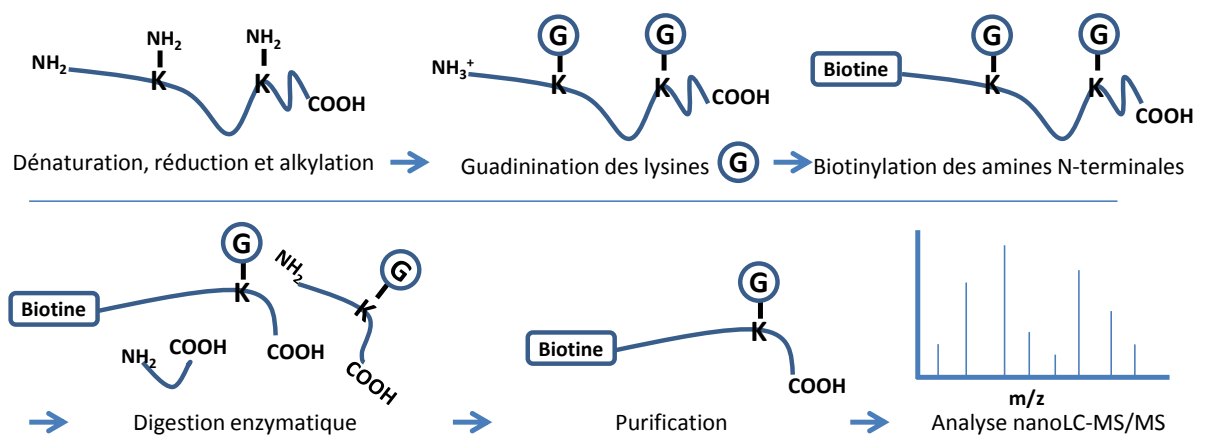 NH2 NH2 NH2 K K COOH
Dénaturation, réduction et alkylation
G G NH3+ K K COOH
Guadinination des lysines G
G G Biotine K K COOH
Biotinylation des amines N-terminales
G NH2 G Biotine K K COOH NH2 COOH COOH
Digestion enzymatique
G K Biotine COOH
Purification
m/z
Analyse nanoLC-MS/MS